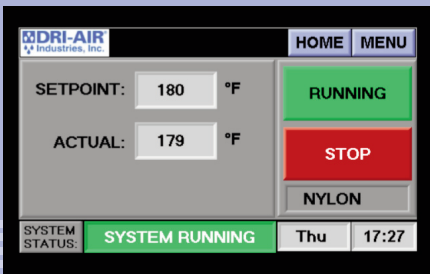 DRI-AIR
Industries, Inc.
HOME MENU
SETPOINT: 180 °F
RUNNING
ACTUAL: 179 °F
STOP
NYLON
SYSTEM STATUS: SYSTEM RUNNING Thu 17:27